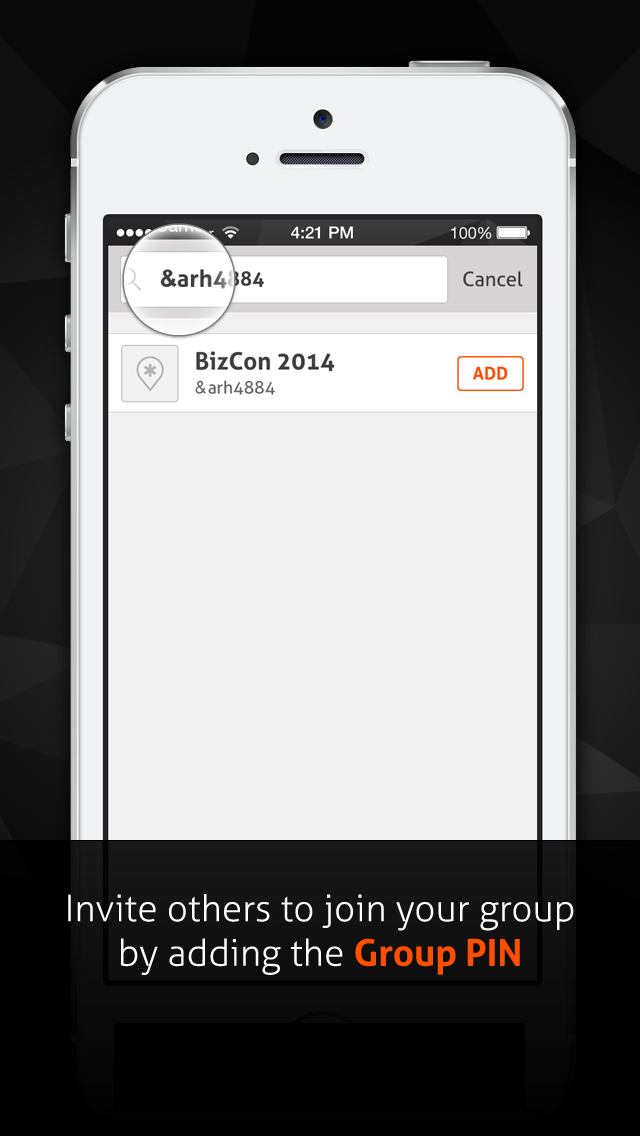 4:21 PM
100%
&arh4884
Cancel
BizCon 2014
&arh4884
ADD
Invite others to join your group
by adding the Group PIN